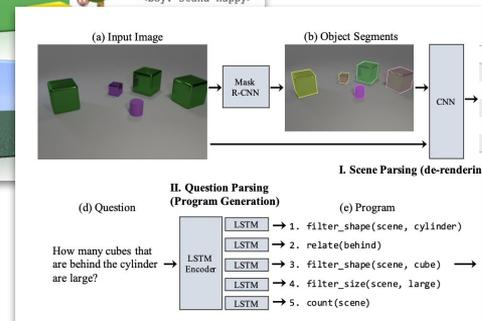 (a) Input Image
(b) Object Segments
Mask
R-CNN
CNN
I. Scene Parsing
II. Question Parsing
(Program Generation)
(d) Question
(e) Program
How many cubes that
are behind the cylinder
are large?
LSTM
Encoder
LSTM
1. filter_shape(scene, cylinder)
LSTM
2. relate(behind)
LSTM
3. filter_shape(scene, cube)
LSTM
4. filter_size(scene, large)
LSTM
5. count(scene)